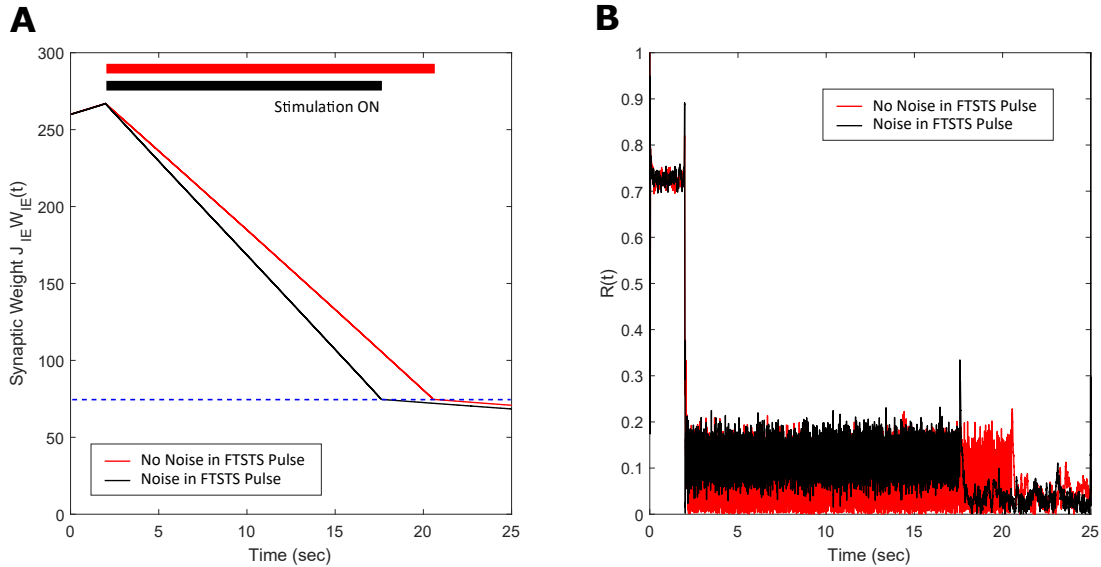 A
300
250
200
150
100
50
0
Synaptic Weight J_IE W_IE(t)
Stimulation ON
No Noise in FTSTS Pulse
Noise in FTSTS Pulse
0 5 10 15 20 25
Time (sec)
B
1
0.9
0.8
0.7
0.6
0.5
0.4
0.3
0.2
0.1
0
R(t)
No Noise in FTSTS Pulse
Noise in FTSTS Pulse
0 5 10 15 20 25
Time (sec)